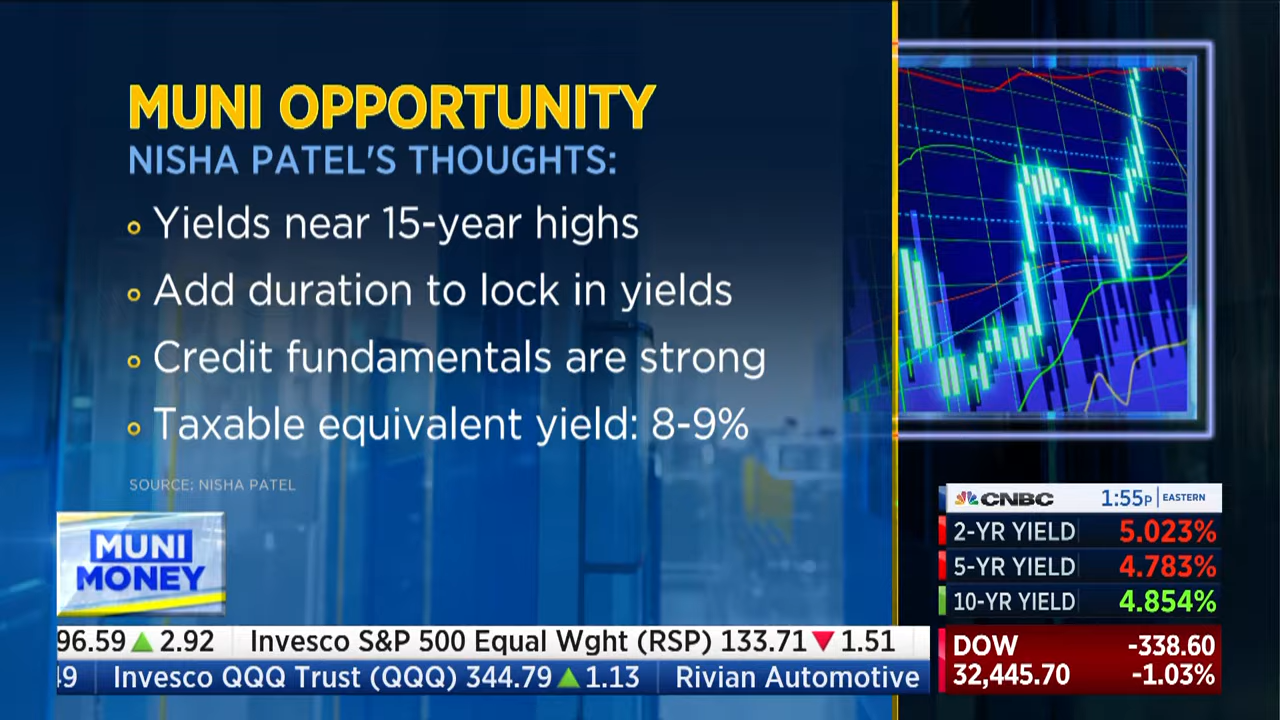 MUNI OPPORTUNITY
NISHA PATEL'S THOUGHTS:
Yields near 15-year highs
Add duration to lock in yields
Credit fundamentals are strong
Taxable equivalent yield: 8-9%
SOURCE: NISHA PATEL
MUNI
MONEY
CNBC 1:55P EASTERN
2-YR YIELD 5.023%
5-YR YIELD 4.783%
10-YR YIELD 4.854%
DOW -338.60
32,445.70 -1.03%
96.59 ▲ 2.92 Invesco S&P 500 Equal Wght (RSP) 133.71 ▼ 1.51
49 Invesco QQQ Trust (QQQ) 344.79 ▲ 1.13 Rivian Automotive